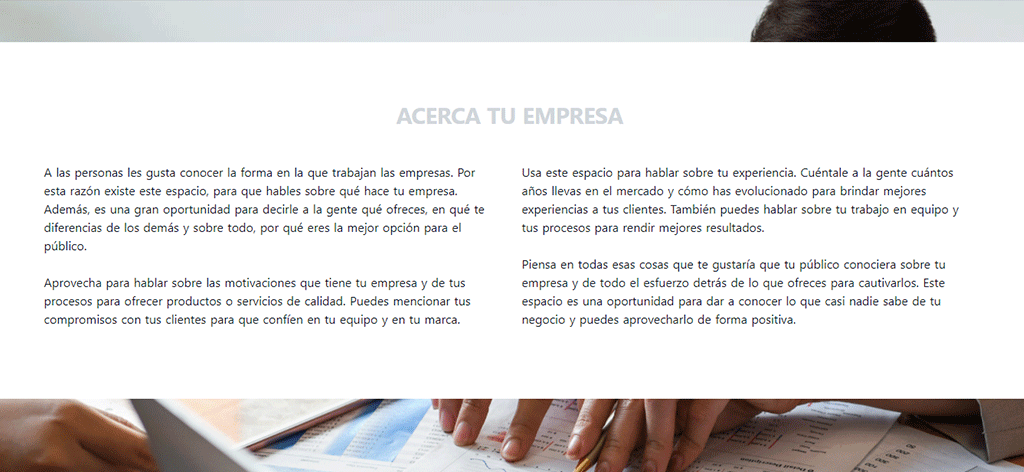 ACERCA TU EMPRESA
A las personas les gusta conocer la forma en la que trabajan las empresas. Por
esta razón existe este espacio, para que hables sobre qué hace tu empresa.
Además, es una gran oportunidad para decirle a la gente qué ofreces, en qué te
diferencias de los demás y sobre todo, por qué eres la mejor opción para el
público.
Aprovecha para hablar sobre las motivaciones que tiene tu empresa y de tus
procesos para ofrecer productos o servicios de calidad. Puedes mencionar tus
compromisos con tus clientes para que confíen en tu equipo y en tu marca.
Usa este espacio para hablar sobre tu experiencia. Cuéntale a la gente cuántos
años llevas en el mercado y cómo has evolucionado para brindar mejores
experiencias a tus clientes. También puedes hablar sobre tu trabajo en equipo y
tus procesos para rendir mejores resultados.
Piensa en todas esas cosas que te gustaría que tu público conociera sobre tu
empresa y de todo el esfuerzo detrás de lo que ofreces para cautivarlos. Este
espacio es una oportunidad para dar a conocer lo que casi nadie sabe de tu
negocio y puedes aprovecharlo de forma positiva.